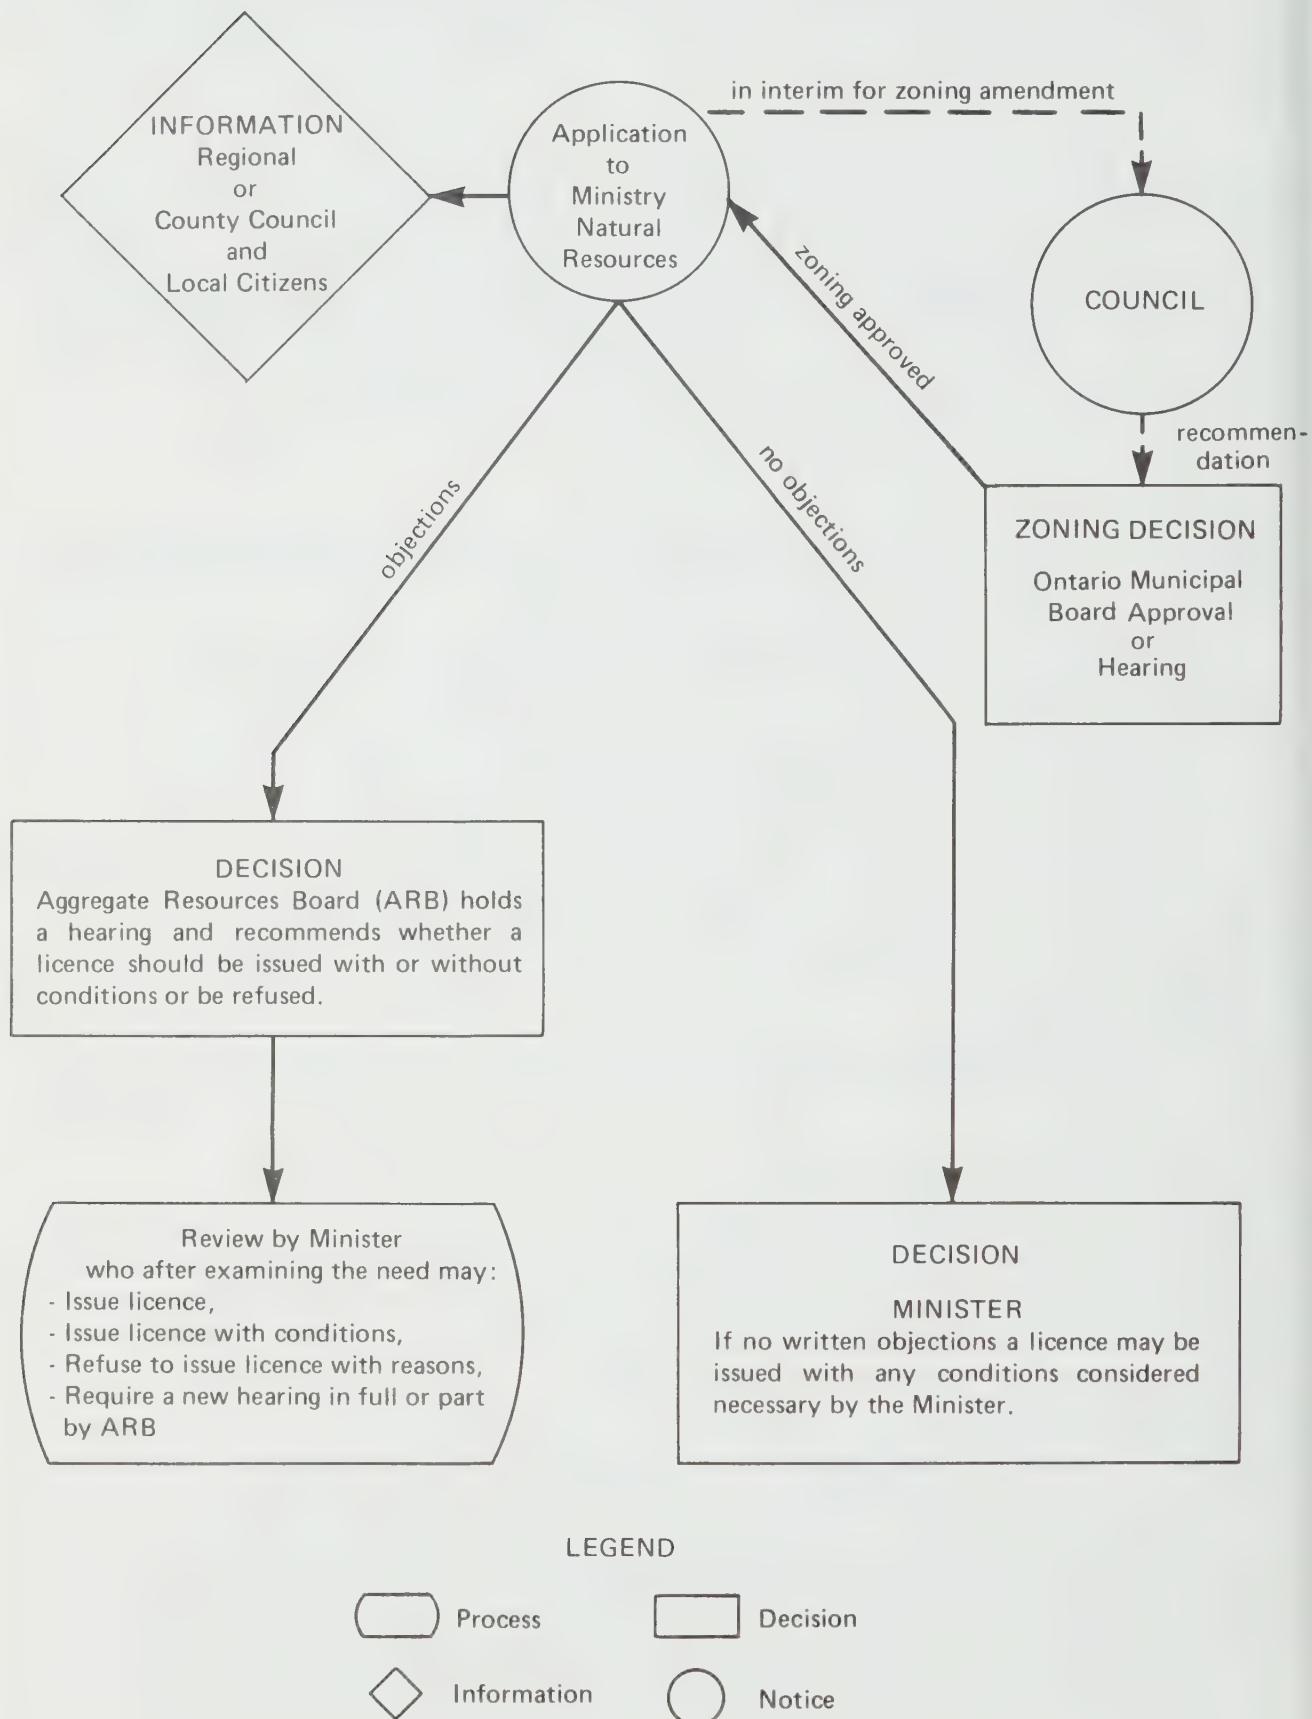 INFORMATION
Regional
or
County Council
and
Local Citizens
Application
to
Ministry
Natural
Resources
in interim for zoning amendment
COUNCIL
recommen-
dation
zoning approved
ZONING DECISION
Ontario Municipal
Board Approval
or
Hearing
objections
no objections
DECISION
Aggregate Resources Board (ARB) holds
a hearing and recommends whether a
licence should be issued with or without
conditions or be refused.
Review by Minister
who after examining the need may:
- Issue licence,
- Issue licence with conditions,
- Refuse to issue licence with reasons,
- Require a new hearing in full or part
by ARB
DECISION
MINISTER
If no written objections a licence may be
issued with any conditions considered
necessary by the Minister.
LEGEND
Process
Decision
Information
Notice